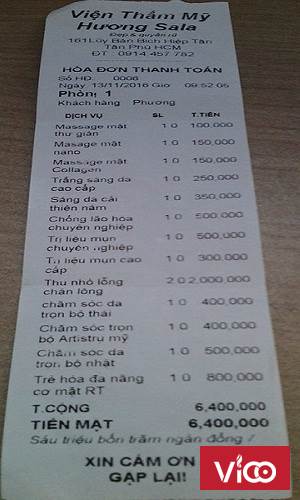 Viện Thẩm Mỹ
Hương Sala
Đẹp & quyến rũ
161Lũy Bán Bích Hiệp Tân
Tân Phú HCM
ĐT : 0914.457.782
HÓA ĐƠN THANH TOÁN
Số HĐ: 0006
Ngày 13/11/2016 Giờ 09:52:05
Phòng: 1
Khách hàng Phương
DỊCH VỤ SL T.TIỀN
Massage mặt thư giản 1 0 100,000
Masage mặt nano 1 0 150,000
Massage mặt Collagen 1 0 150,000
Trắng sáng da cao cấp 1 0 250,000
Sáng da cải thiên năm 1 0 350,000
Chống lão hóa chuyên nghiệp 1 0 500,000
Trị liệu mụn chuyên nghiệp 1 0 500,000
Trị liệu mụn cao cấp 1 0 300,000
Thu nhỏ lỗng chân lông 2 0 2,000,000
chăm sóc da trọn bộ thái 1 0 400,000
Chăm sóc trọn bộ Artistru mỹ 1 0 400,000
Chăm sóc da trọn bộ nhật 1 0 500,000
Trẻ hóa đa năng cơ mặt RT 1 0 800,000
T.CỘNG 6,400,000
TIỀN MẶT 6,400,000
Sáu triệu bốn trăm ngàn đồng /
XIN CẢM ƠN
GẶP LẠI!
VICO